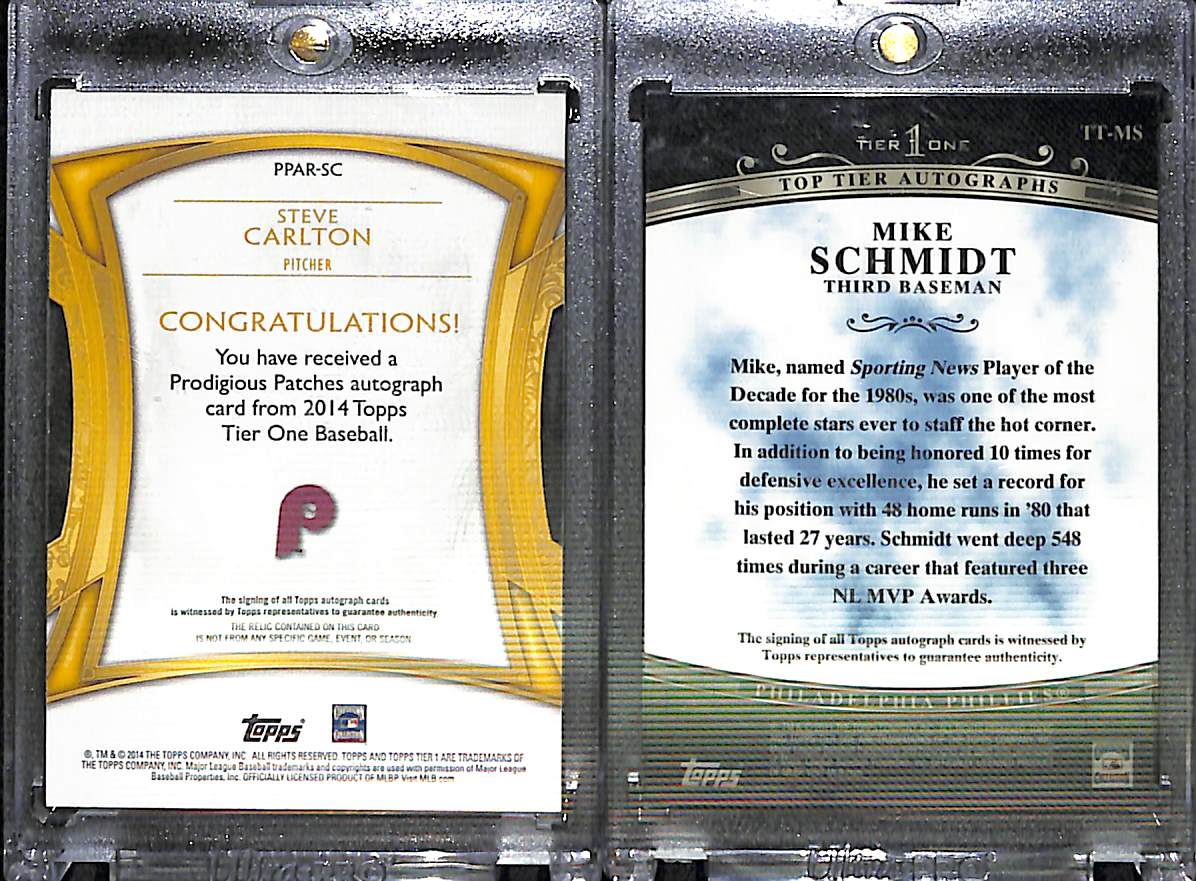 PPAR-SC
STEVE
CARLTON
PITCHER
CONGRATULATIONS!
You have received a
Prodigious Patches autograph
card from 2014 Topps
Tier One Baseball.
P
The signing of all Topps autograph cards
is witnessed by Topps representatives to guarantee authenticity.
THE RELIC CONTAINED ON THIS CARD
IS NOT FROM ANY SPECIFIC GAME, EVENT, OR SEASON.
topps
®, TM & © 2014 THE TOPPS COMPANY, INC. ALL RIGHTS RESERVED. TOPPS AND TOPPS TIER 1 ARE TRADEMARKS OF
THE TOPPS COMPANY, INC. Major League Baseball trademarks and copyrights are used with permission of Major League
Baseball Properties, Inc. OFFICIALLY LICENSED PRODUCT OF MLBP Visit MLB.com
TIER 1 ONE
TT-MS
TOP TIER AUTOGRAPHS
MIKE
SCHMIDT
THIRD BASEMAN
Mike, named Sporting News Player of the
Decade for the 1980s, was one of the most
complete stars ever to staff the hot corner.
In addition to being honored 10 times for
defensive excellence, he set a record for
his position with 48 home runs in '80 that
lasted 27 years. Schmidt went deep 548
times during a career that featured three
NL MVP Awards.
The signing of all Topps autograph cards is witnessed by
Topps representatives to guarantee authenticity.
PHILADELPHIA PHILLIES®
topps